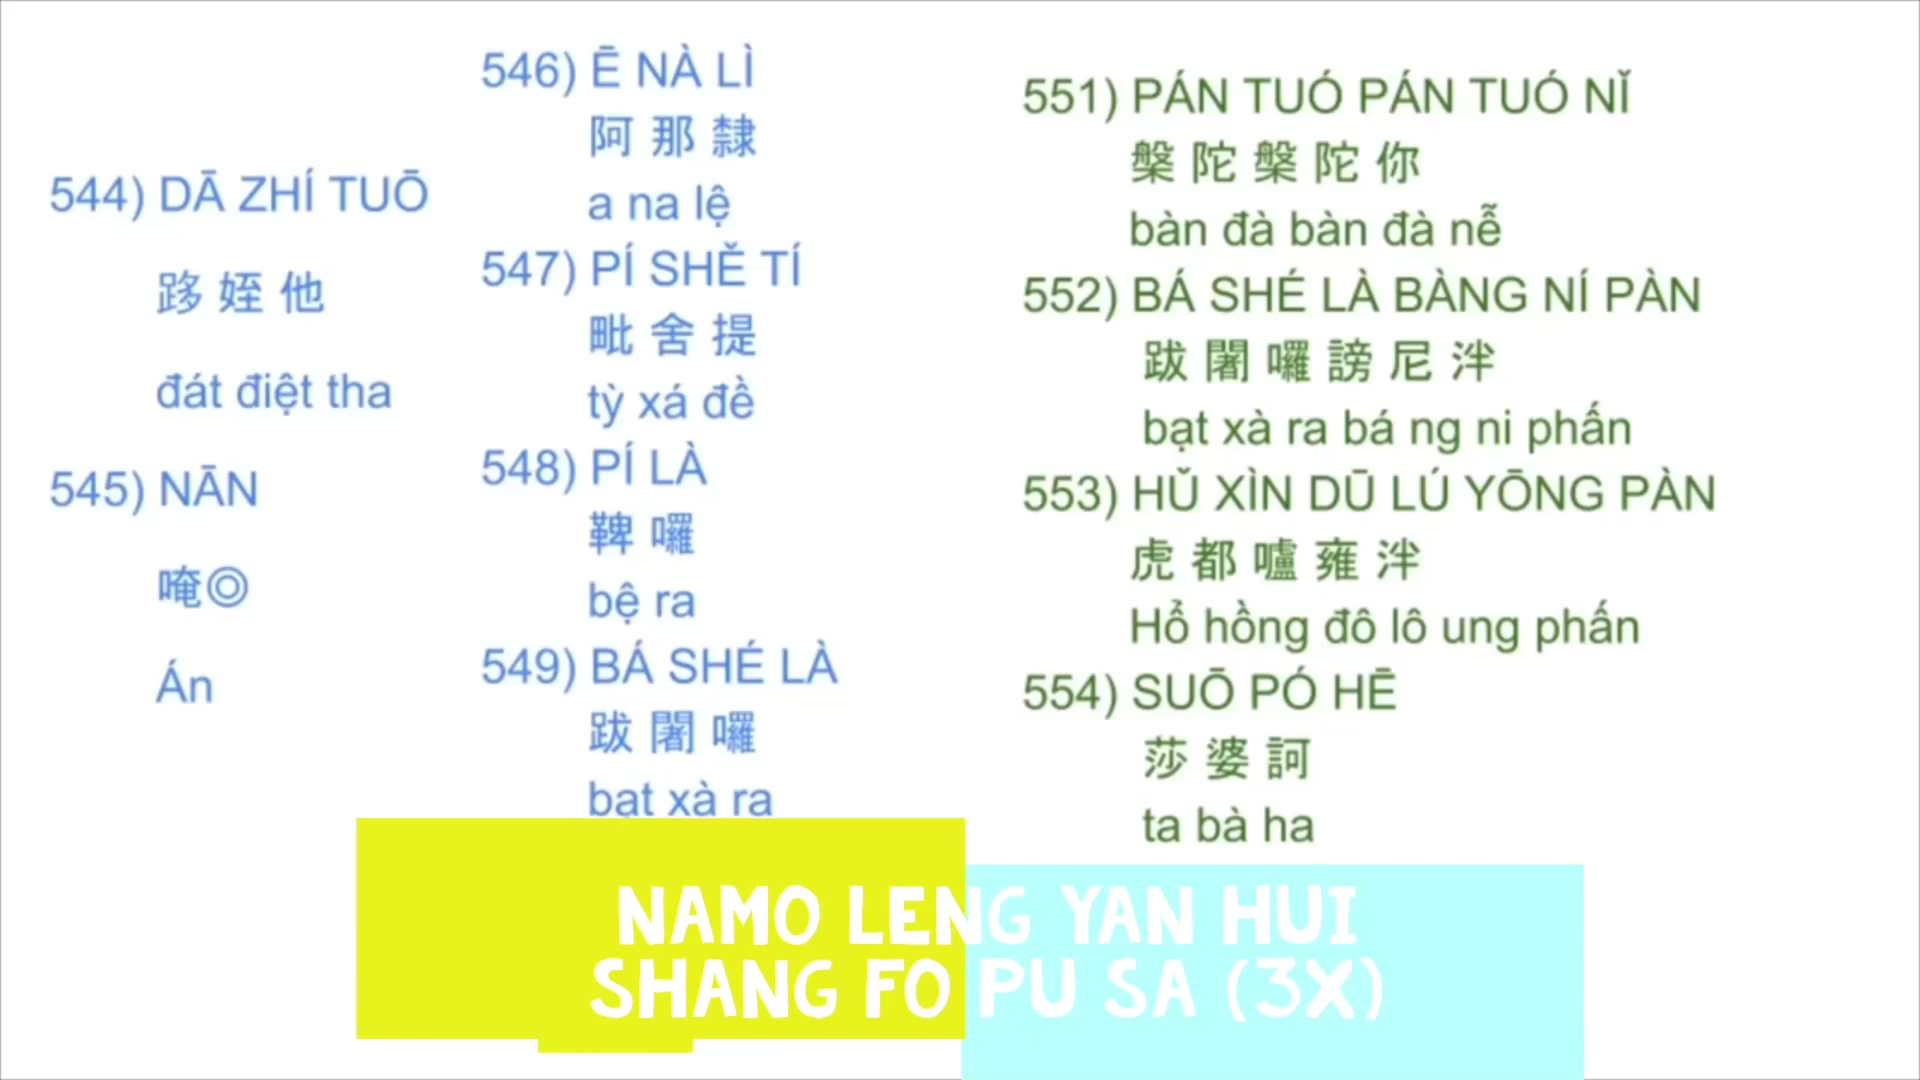 544) DĀ ZHÍ TUŌ
跢 姪 他
đát điệt tha
545) NĀN
唵◎
Án
546) Ē NÀ LÌ
阿 那 隸
a na lệ
547) PÍ SHĚ TÍ
毗 舍 提
tỳ xá đề
548) PÍ LÀ
鞞 囉
bệ ra
549) BÁ SHÉ LÀ
跋 闍 囉
bạt xà ra
551) PÁN TUÓ PÁN TUÓ NǏ
槃 陀 槃 陀 你
bàn đà bàn đà nễ
552) BÁ SHÉ LÀ BÀNG NÍ PÀN
跋 闍 囉 謗 尼 泮
bạt xà ra bá ng ni phấn
553) HǓ XÌN DŪ LÚ YŌNG PÀN
虎 都 嚧 雍 泮
Hổ hồng đô lô ung phấn
554) SUŌ PÓ HĒ
莎 婆 訶
ta bà ha
NAMO LENG YAN HUI
SHANG FO PU SA (3X)